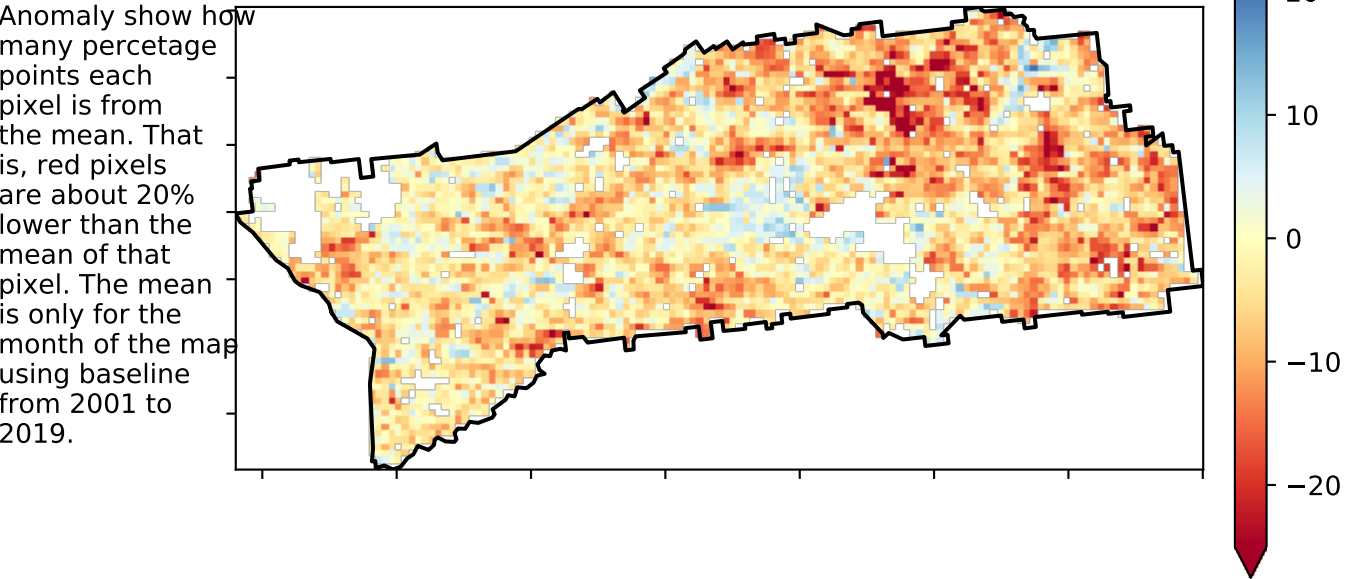 Anomaly show how
many percetage
points each
pixel is from
the mean. That
is, red pixels
are about 20%
lower than the
mean of that
pixel. The mean
is only for the
month of the map
using baseline
from 2001 to
2019.
10
0
−10
−20